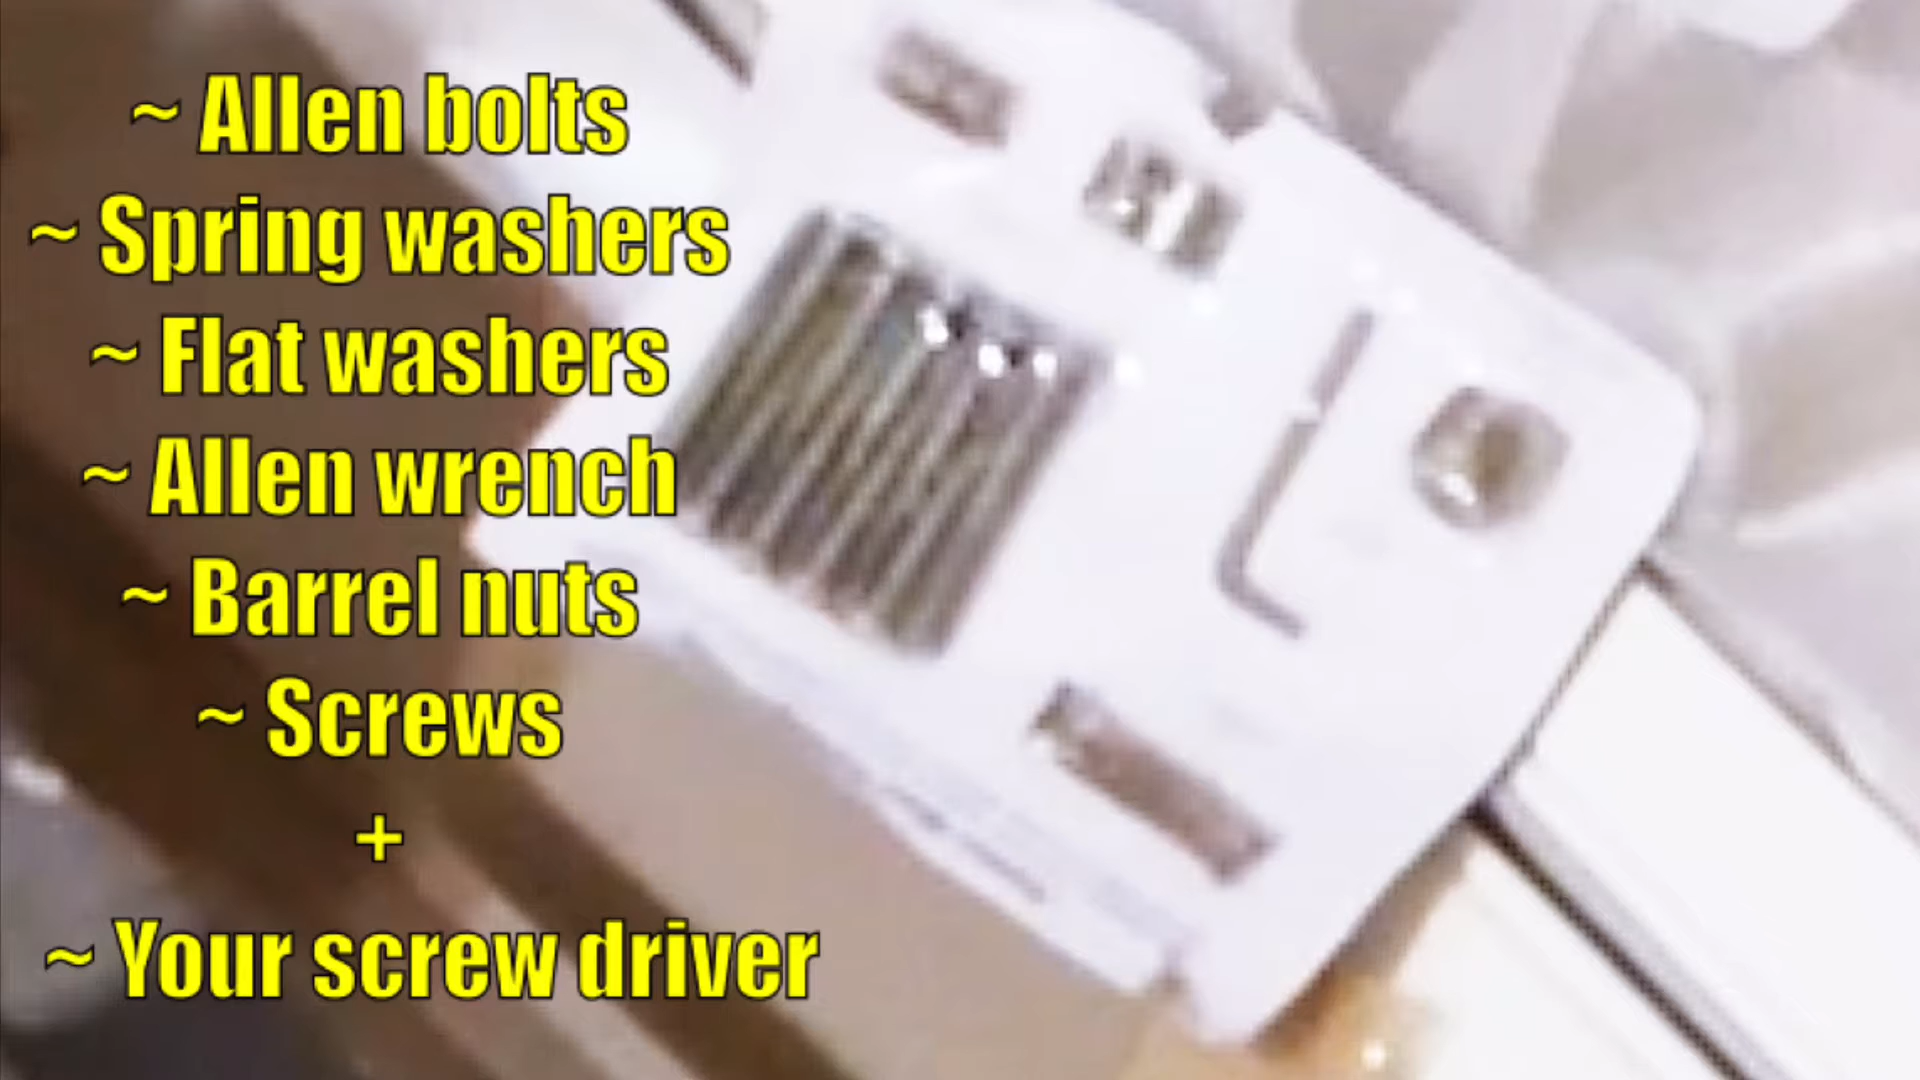 ~ Allen bolts
~ Spring washers
~ Flat washers
~ Allen wrench
~ Barrel nuts
~ Screws
+
~ Your screw driver